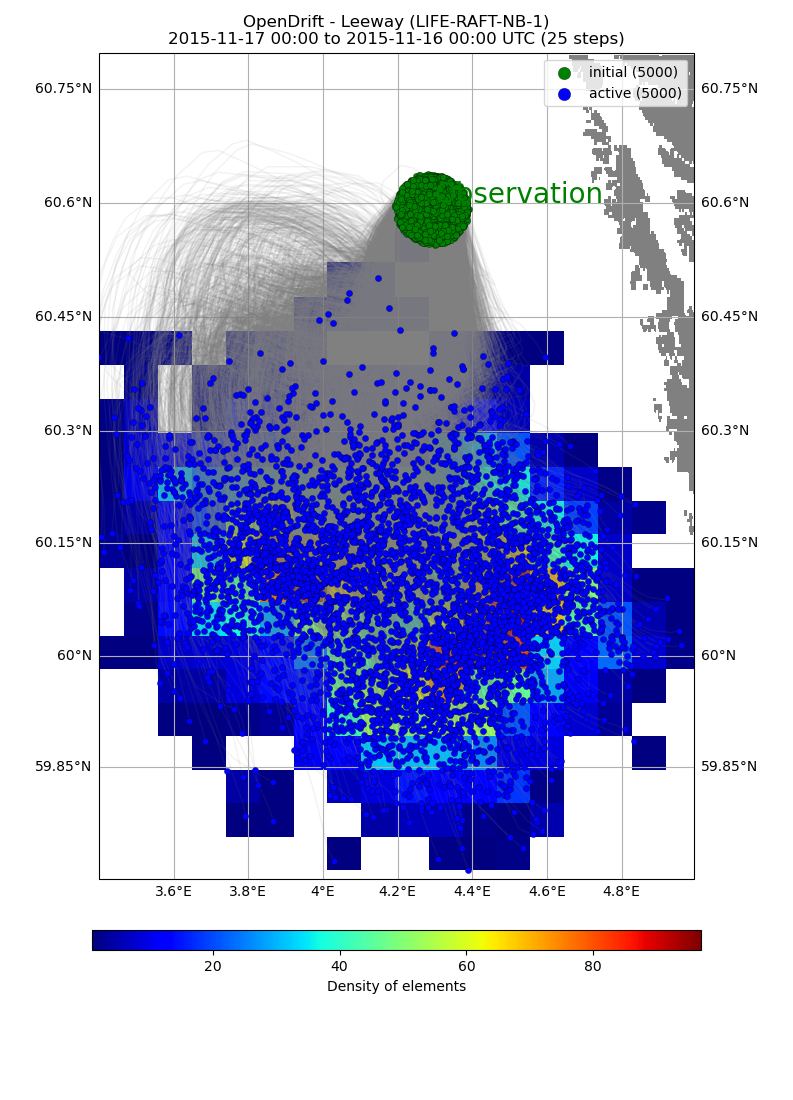 OpenDrift - Leeway (LIFE-RAFT-NB-1)
2015-11-17 00:00 to 2015-11-16 00:00 UTC (25 steps)
initial (5000)
active (5000)
60.75°N
60.75°N
60.6°N
servation
60.6°N
60.45°N
60.45°N
60.3°N
60.3°N
60.15°N
60.15°N
60°N
60°N
59.85°N
59.85°N
3.6°E 3.8°E 4°E 4.2°E 4.4°E 4.6°E 4.8°E
20 40 60 80
Density of elements